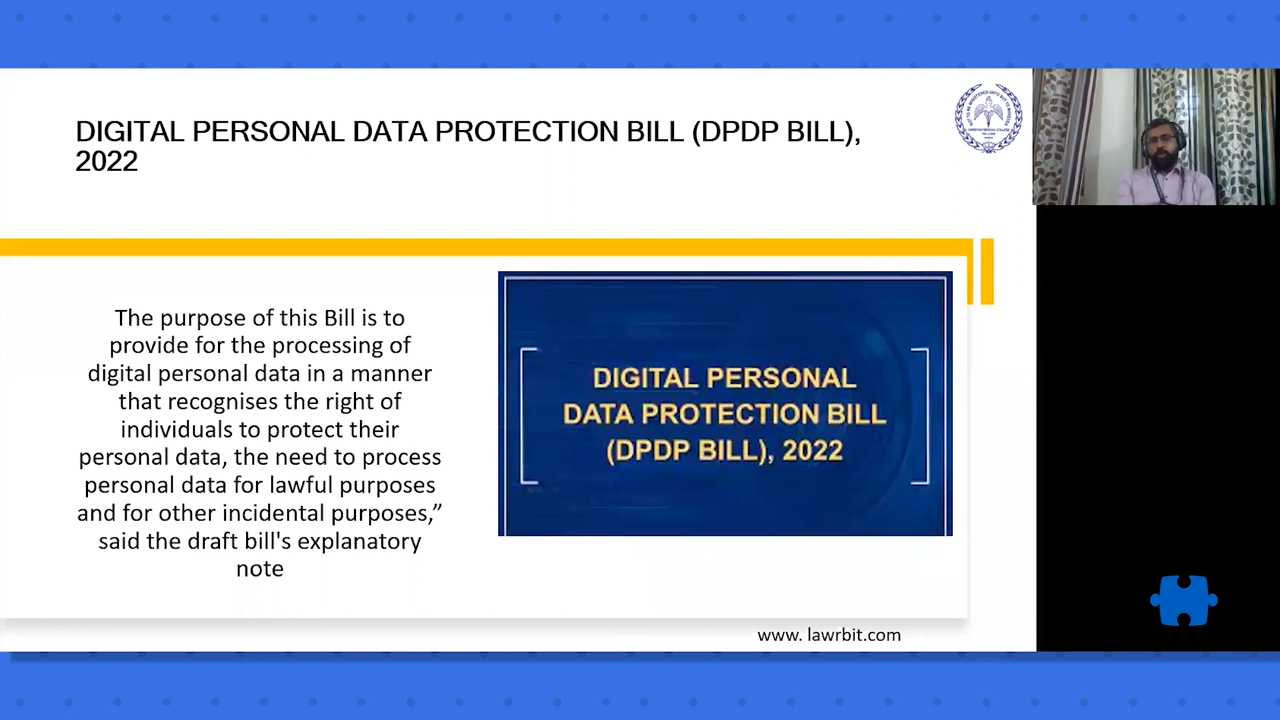 DIGITAL PERSONAL DATA PROTECTION BILL (DPDP BILL),
2022
The purpose of this Bill is to
provide for the processing of
digital personal data in a manner
that recognises the right of
individuals to protect their
personal data, the need to process
personal data for lawful purposes
and for other incidental purposes,”
said the draft bill's explanatory
note
DIGITAL PERSONAL
DATA PROTECTION BILL
(DPDP BILL), 2022
www. lawrbit.com